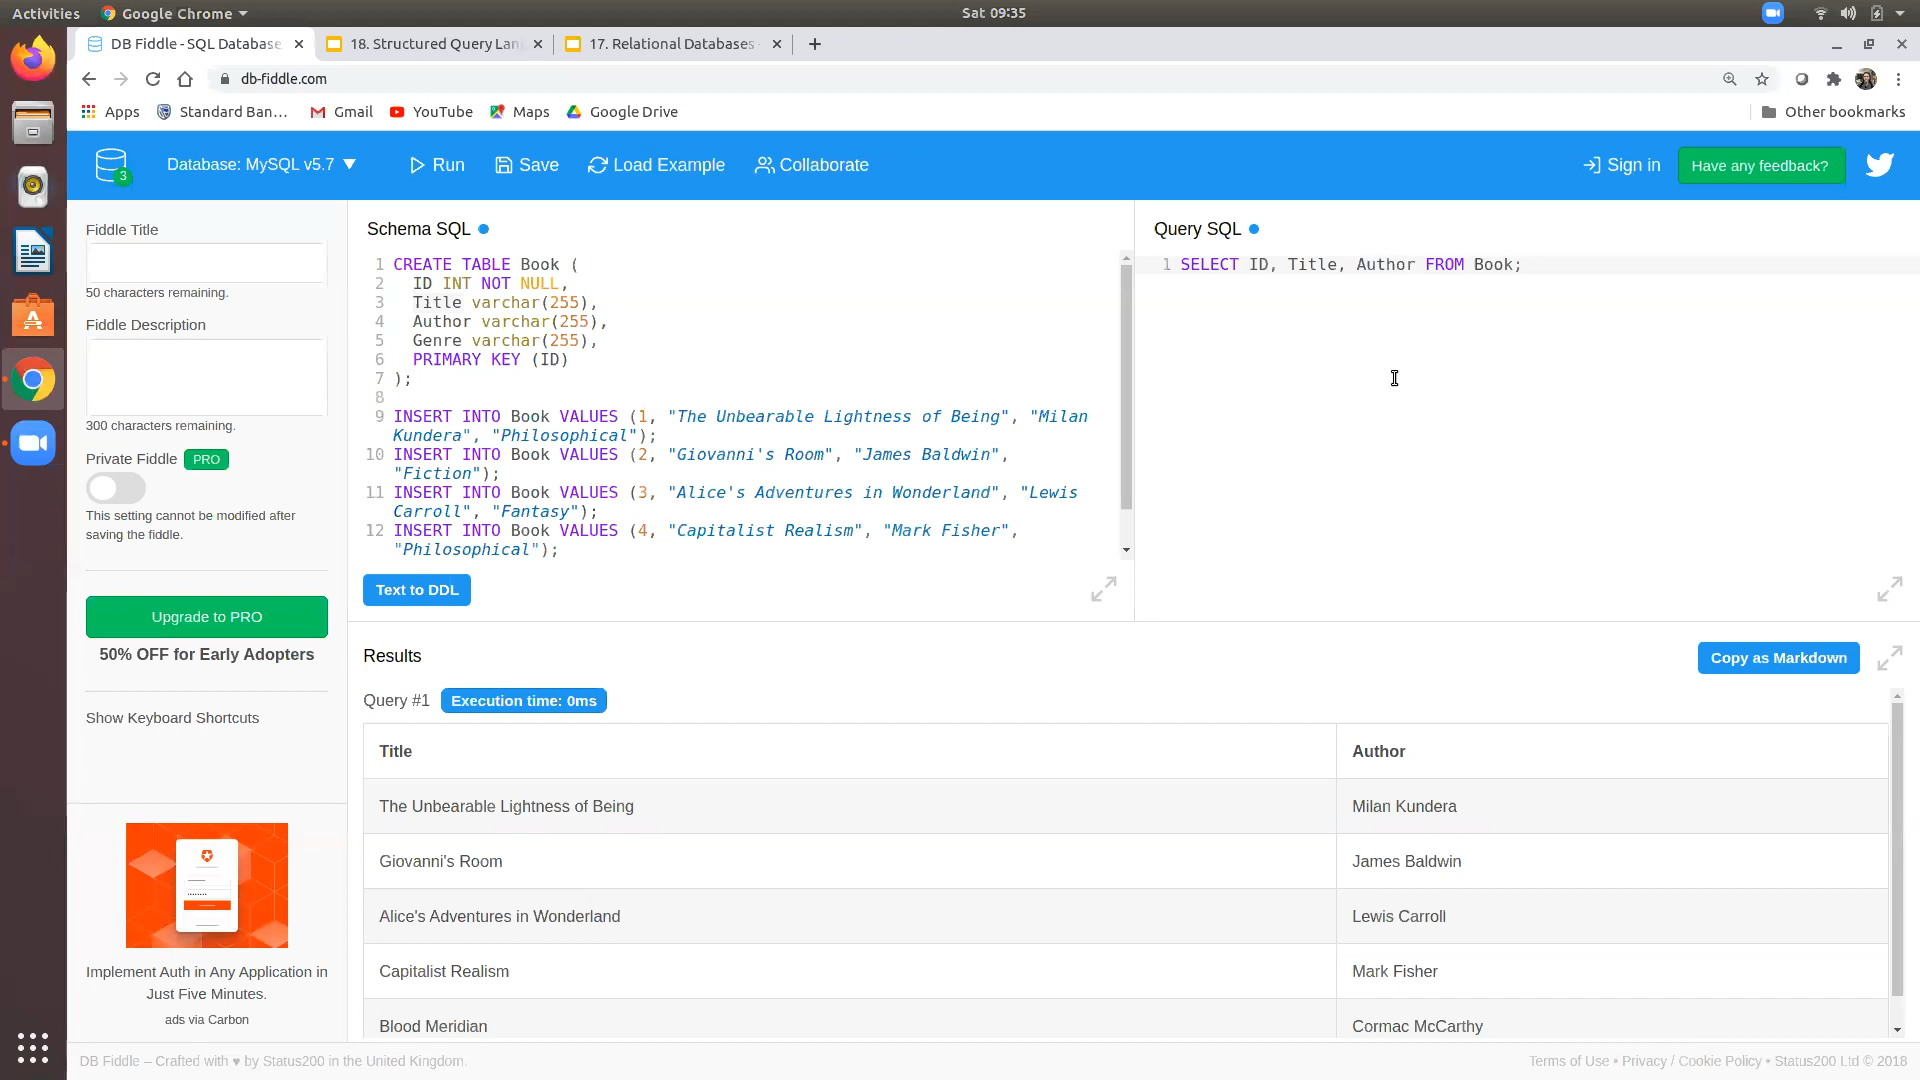 Activities
Google Chrome
Sat 09:35
DB Fiddle - SQL Database
18. Structured Query Lan
17. Relational Databases
db-fiddle.com
Apps
Standard Ban...
Gmail
YouTube
Maps
Google Drive
Other bookmarks
3
Database: MySQL v5.7
Run
Save
Load Example
Collaborate
Sign in
Have any feedback?
Fiddle Title
50 characters remaining.
Fiddle Description
300 characters remaining.
Private Fiddle PRO
This setting cannot be modified after
saving the fiddle.
Upgrade to PRO
50% OFF for Early Adopters
Show Keyboard Shortcuts
Implement Auth in Any Application in
Just Five Minutes.
ads via Carbon
Schema SQL
1 CREATE TABLE Book (
2 ID INT NOT NULL,
3 Title varchar(255),
4 Author varchar(255),
5 Genre varchar(255),
6 PRIMARY KEY (ID)
7 );
8
9 INSERT INTO Book VALUES (1, "The Unbearable Lightness of Being", "Milan
Kundera", "Philosophical");
10 INSERT INTO Book VALUES (2, "Giovanni's Room", "James Baldwin",
"Fiction");
11 INSERT INTO Book VALUES (3, "Alice's Adventures in Wonderland", "Lewis
Carroll", "Fantasy");
12 INSERT INTO Book VALUES (4, "Capitalist Realism", "Mark Fisher",
"Philosophical");
Text to DDL
Query SQL
1 SELECT ID, Title, Author FROM Book;
Results
Copy as Markdown
Query #1 Execution time: 0ms
Title Author
The Unbearable Lightness of Being Milan Kundera
Giovanni's Room James Baldwin
Alice's Adventures in Wonderland Lewis Carroll
Capitalist Realism Mark Fisher
Blood Meridian Cormac McCarthy
DB Fiddle – Crafted with ♥ by Status200 in the United Kingdom.
Terms of Use • Privacy / Cookie Policy • Status200 Ltd © 2018